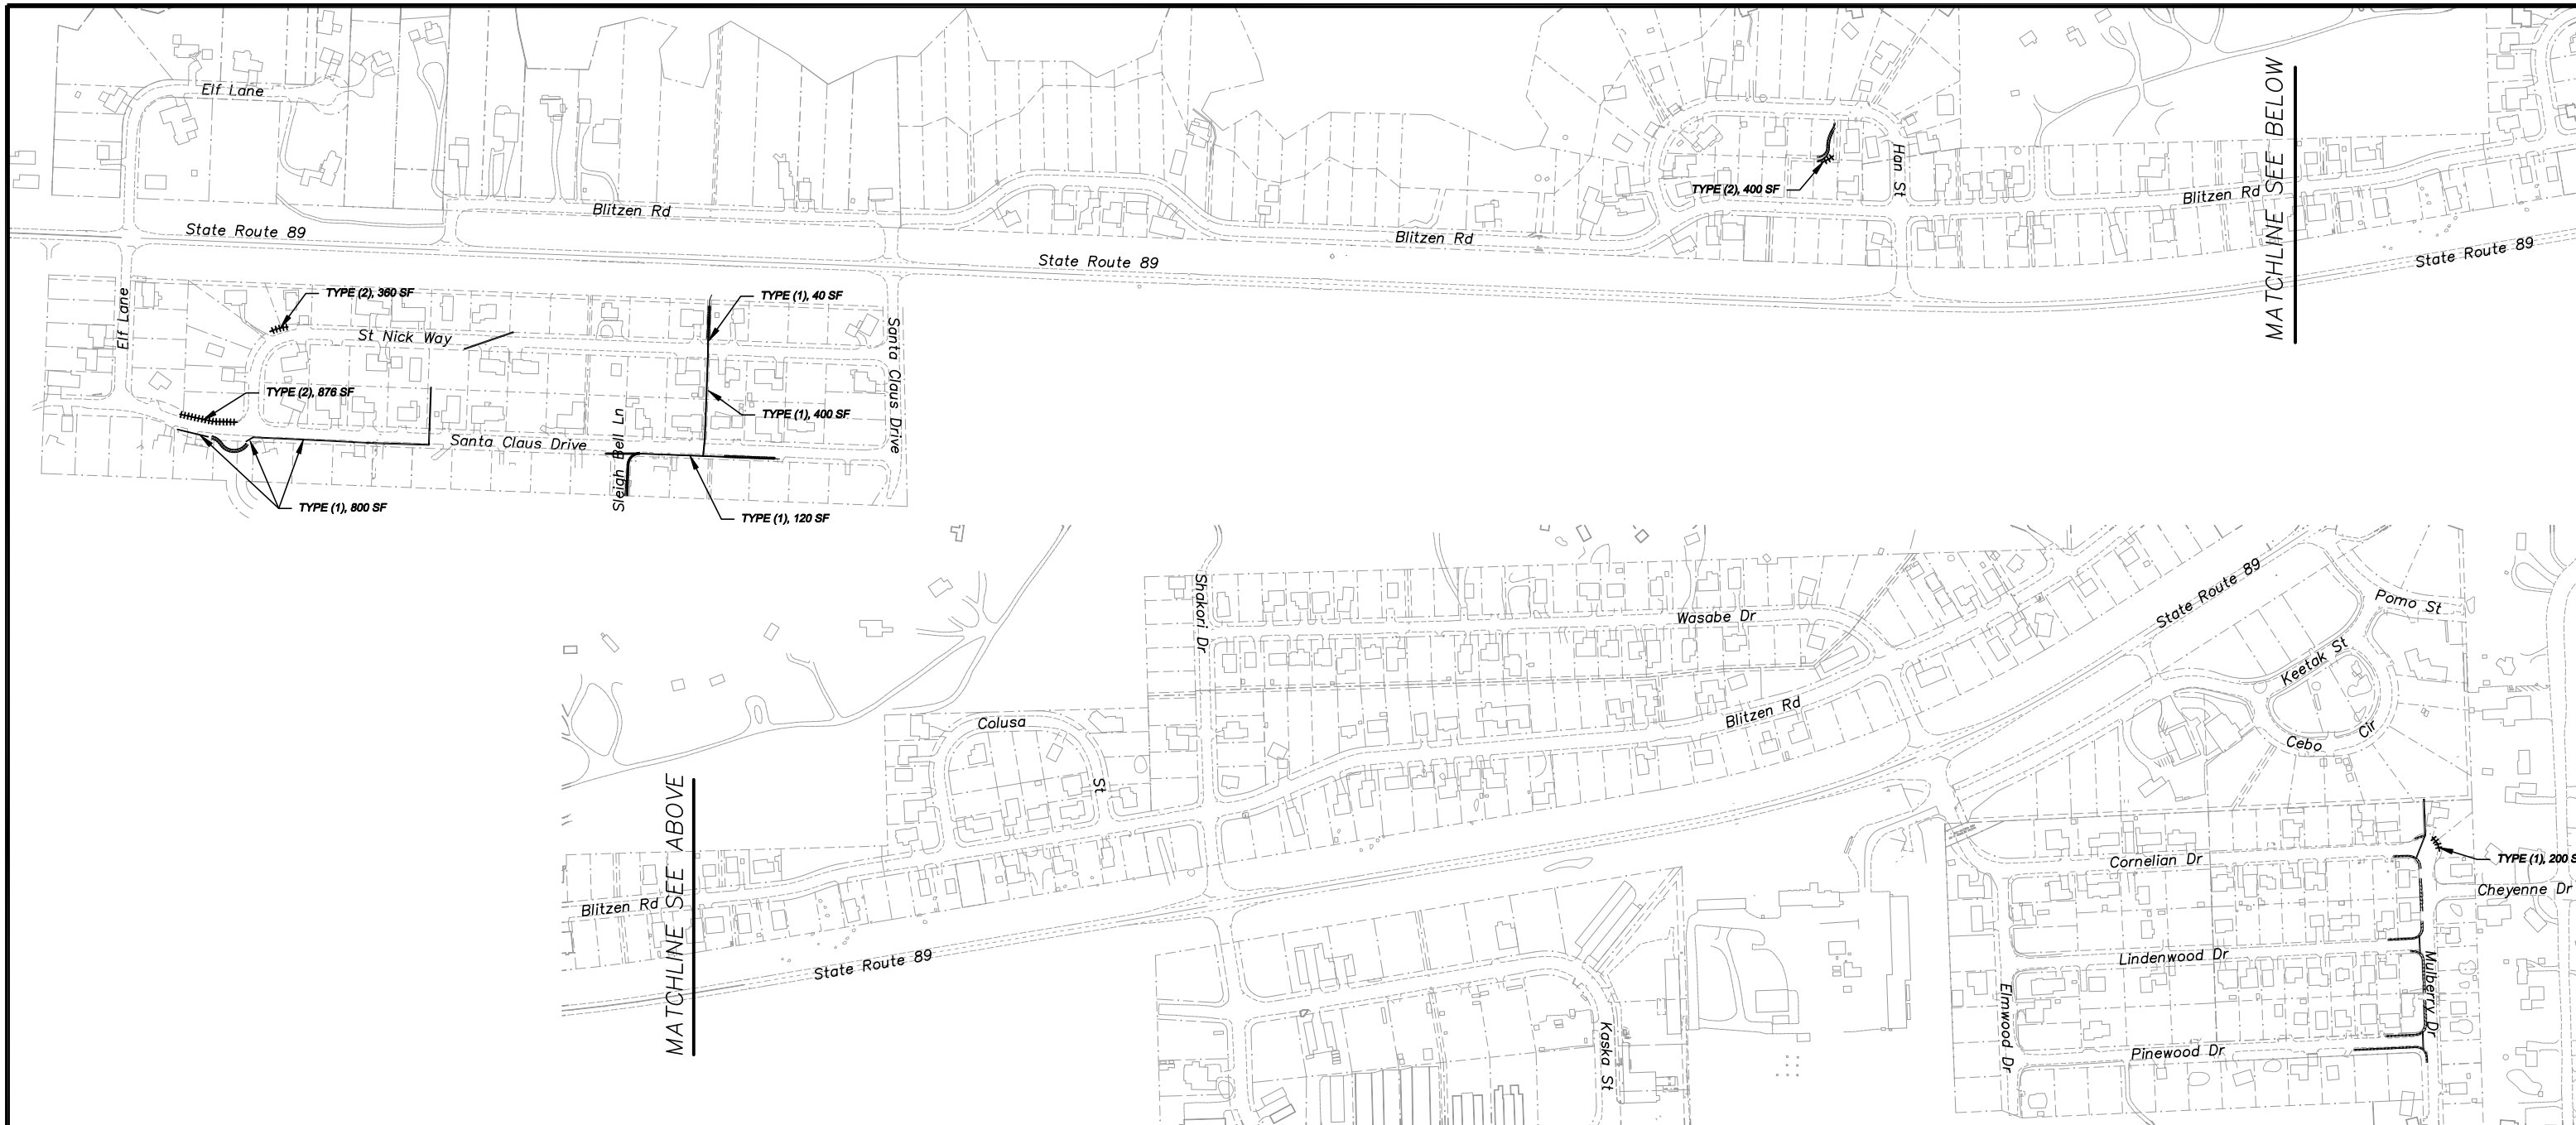 Elf Lane
State Route 89
Blitzen Rd
State Route 89
Blitzen Rd
TYPE (2), 400 SF
Han St
Blitzen Rd
MATCHLINE SEE BELOW
State Route 89
Elf Lane
TYPE (2), 360 SF
St Nick Way
TYPE (1), 40 SF
Santa Claus Drive
TYPE (2), 876 SF
TYPE (1), 400 SF
Santa Claus Drive
Sleigh Bell Ln
TYPE (1), 800 SF
TYPE (1), 120 SF
Shakori Dr
Wasabe Dr
State Route 89
Pomo St
Keetak St
Cebo Cir
Colusa St
Blitzen Rd
MATCHLINE SEE ABOVE
Blitzen Rd
State Route 89
Kaska St
Cornelian Dr
TYPE (1), 200 S
Cheyenne Dr
Lindenwood Dr
Mulberry Dr
Elmwood Dr
Pinewood Dr